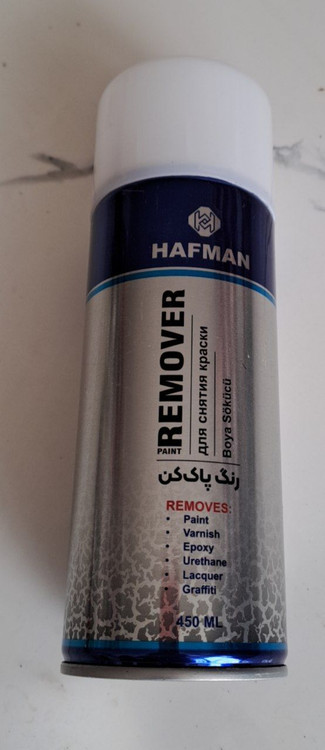 HAFMAN
PAINT REMOVER
для снятия краски
Boya Sökücü
رنگ پاک‌کن
REMOVES:
• Paint
• Varnish
• Epoxy
• Urethane
• Lacquer
• Graffiti
450 ML